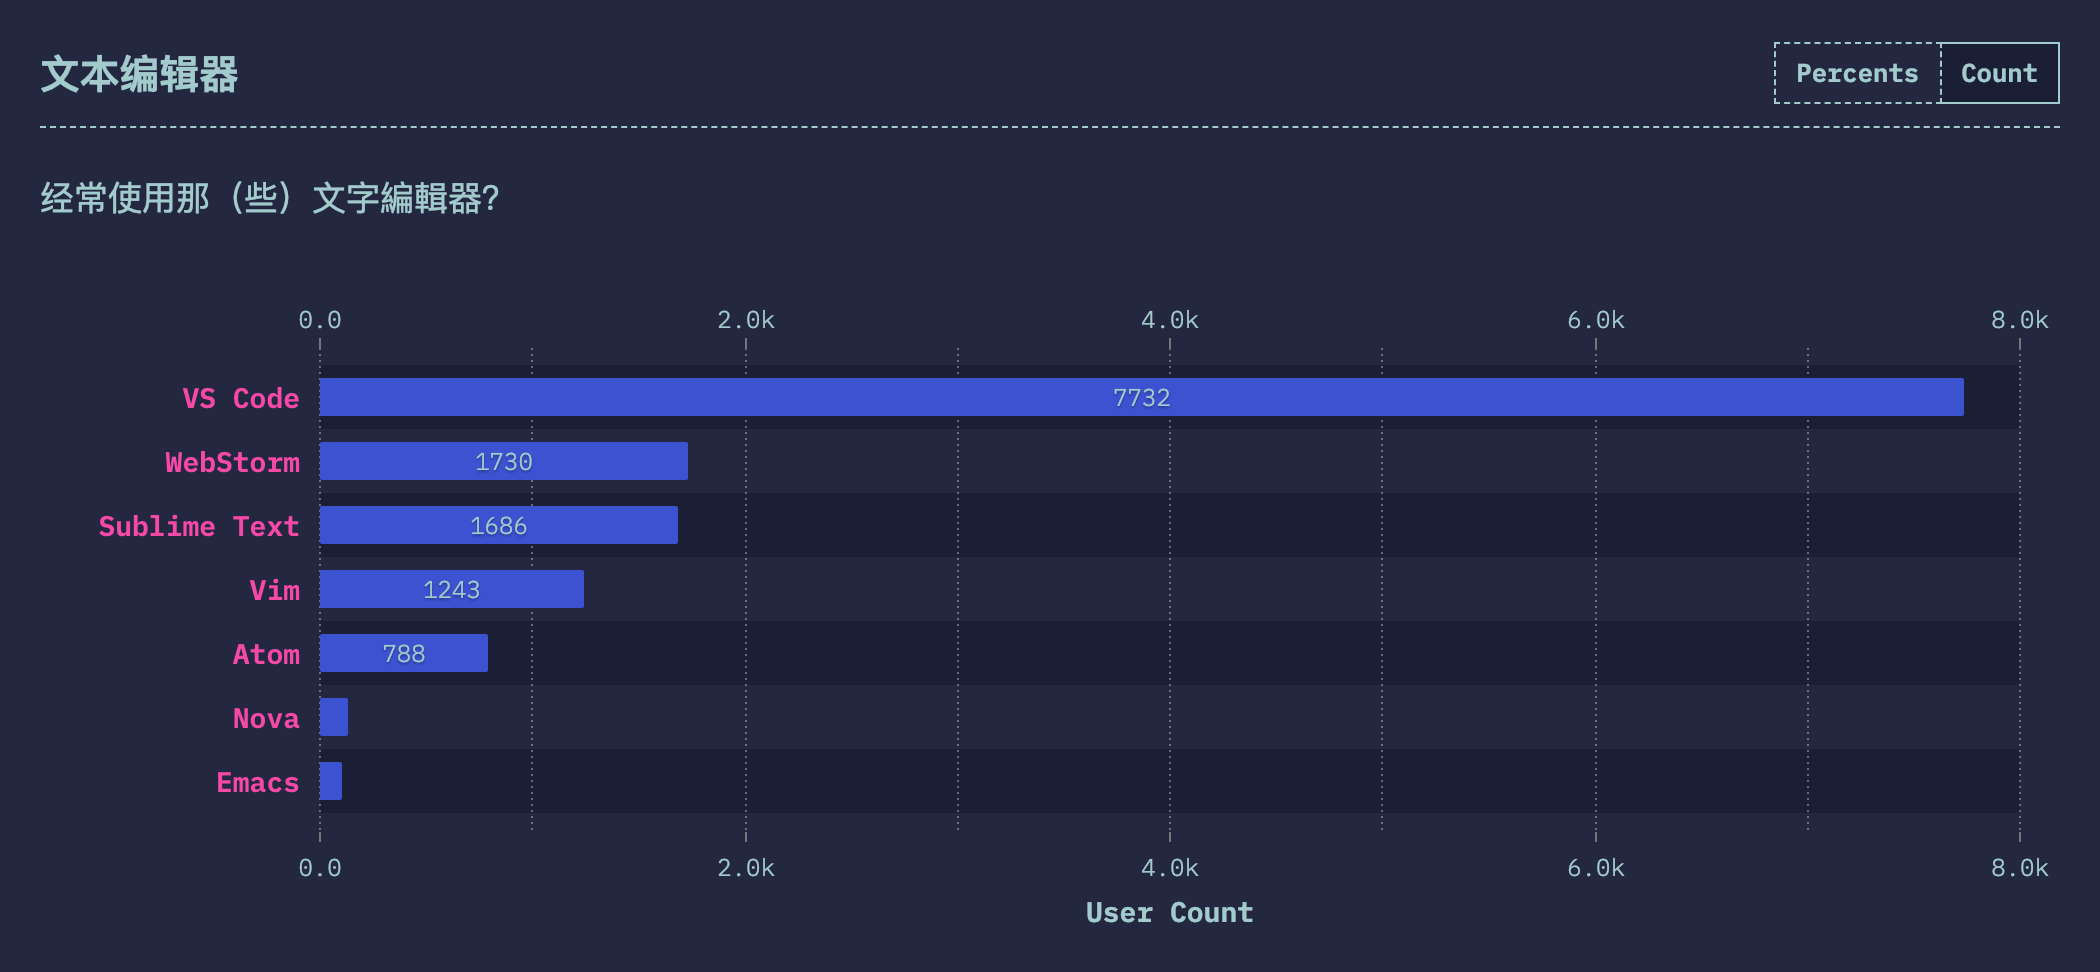 文本编辑器
Percents Count
经常使用那（些）文字編輯器?
0.0 2.0k 4.0k 6.0k 8.0k
VS Code 7732
WebStorm 1730
Sublime Text 1686
Vim 1243
Atom 788
Nova
Emacs
0.0 2.0k 4.0k 6.0k 8.0k
User Count